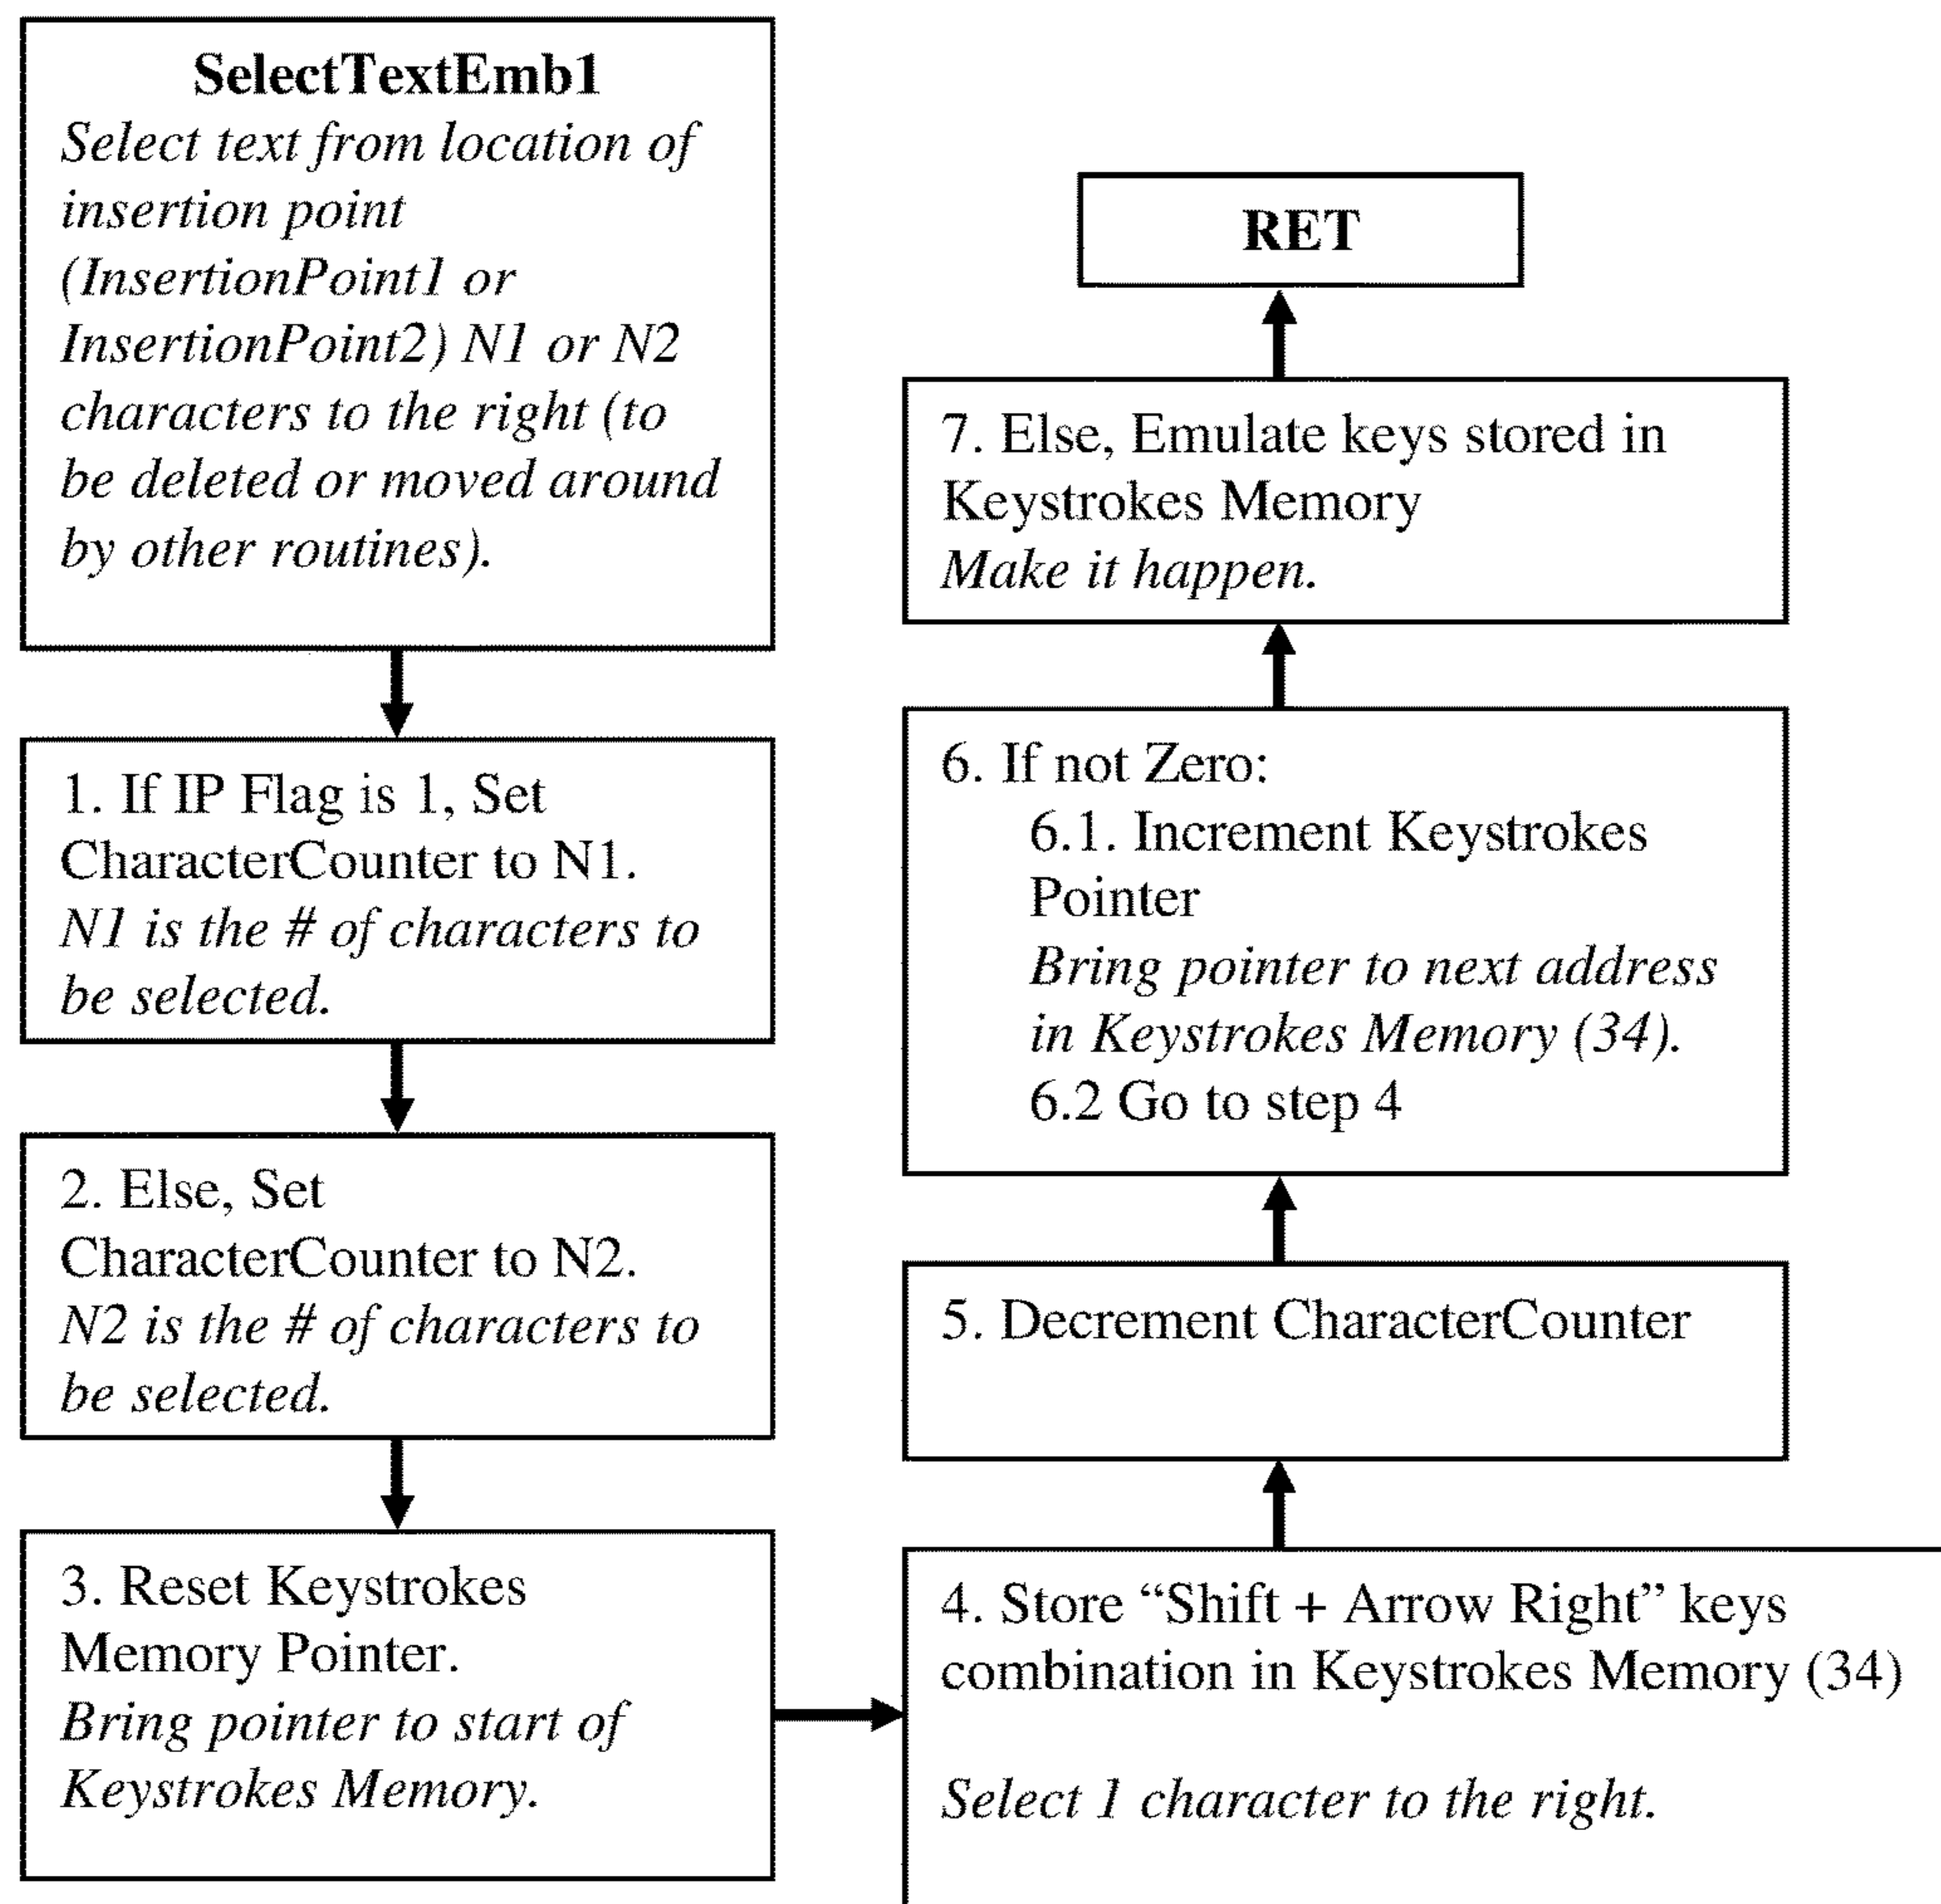 SelectTextEmb1
Select text from location of
insertion point
(InsertionPoint1 or
InsertionPoint2) N1 or N2
characters to the right (to
be deleted or moved around
by other routines).
1. If IP Flag is 1, Set
CharacterCounter to N1.
N1 is the # of characters to
be selected.
2. Else, Set
CharacterCounter to N2.
N2 is the # of characters to
be selected.
3. Reset Keystrokes
Memory Pointer.
Bring pointer to start of
Keystrokes Memory.
4. Store “Shift + Arrow Right” keys
combination in Keystrokes Memory (34)
Select 1 character to the right.
5. Decrement CharacterCounter
6. If not Zero:
6.1. Increment Keystrokes
Pointer
Bring pointer to next address
in Keystrokes Memory (34).
6.2 Go to step 4
7. Else, Emulate keys stored in
Keystrokes Memory
Make it happen.
RET